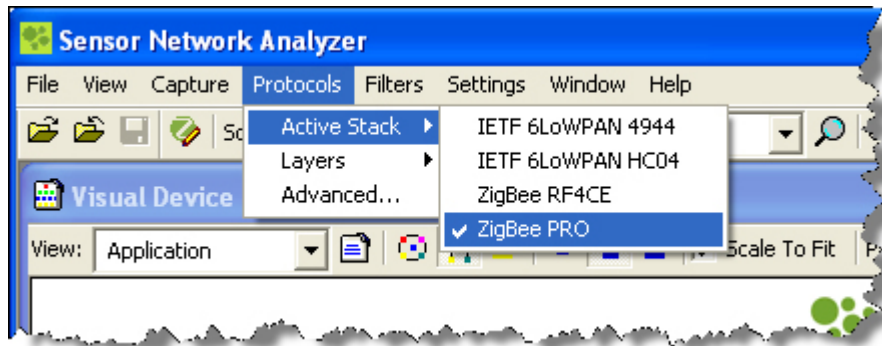 Sensor Network Analyzer
File View Capture Protocols Filters Settings Window Help
Active Stack
IETF 6LoWPAN 4944
Layers
IETF 6LoWPAN HC04
Advanced...
ZigBee RF4CE
ZigBee PRO
Visual Device
View: Application
Scale To Fit